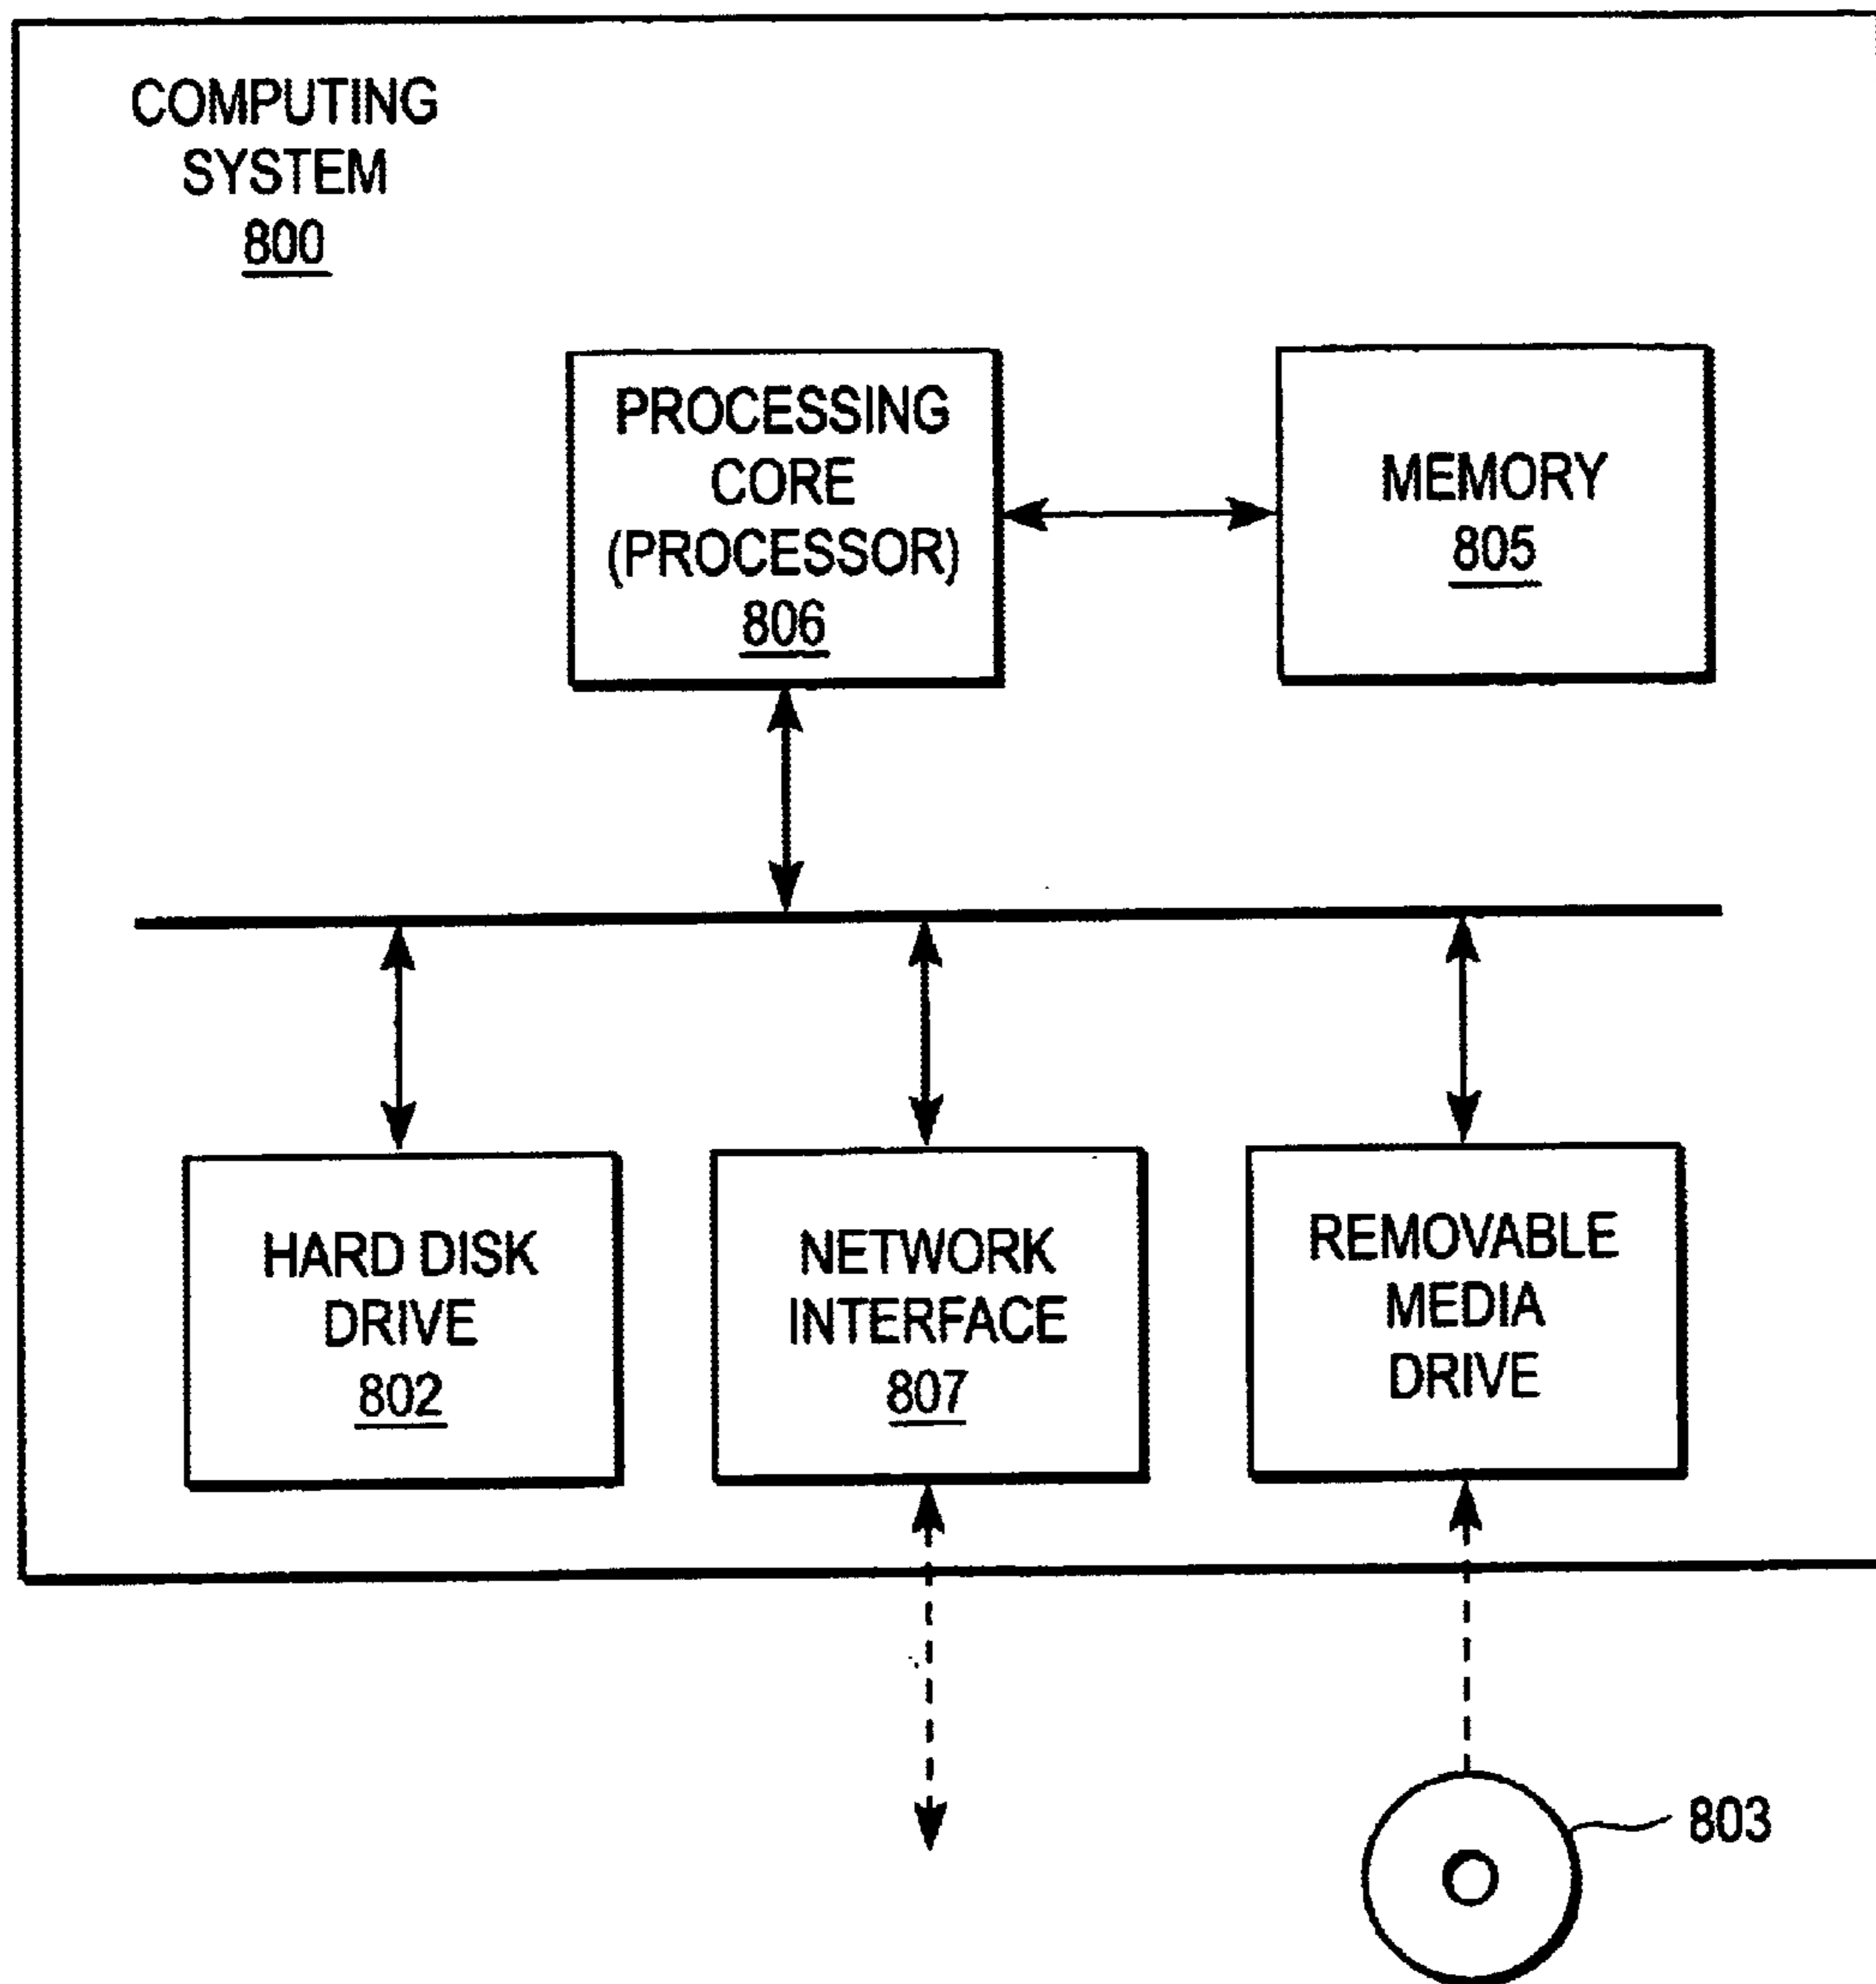 COMPUTING
SYSTEM
800
PROCESSING
CORE
(PROCESSOR)
806
MEMORY
805
HARD DISK
DRIVE
802
NETWORK
INTERFACE
807
REMOVABLE
MEDIA
DRIVE
803